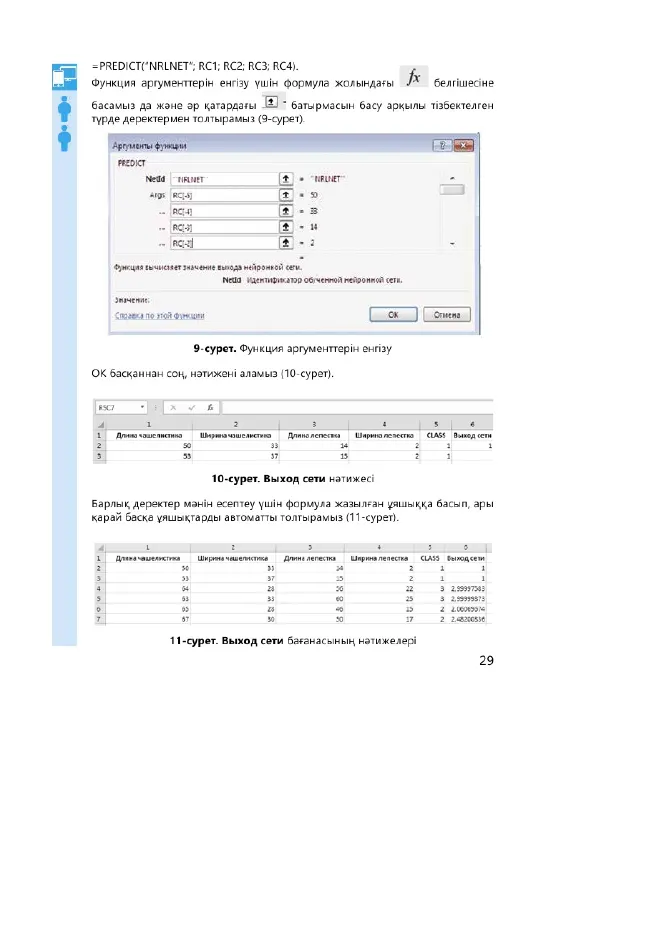 =PREDICT("NRLNET"; RC1; RC2; RC3; RC4).
Функция аргументтерін енгізу үшін формула жолындағы fx белгішесіне
басамыз да және әр қатардағы батырмасын басу арқылы тізбектелген
түрде деректермен толтырамыз (9-сурет).
Аргументы функции
PREDICT
NetId "NRLNET" = "NRLNET"
Args RC[-6] = 50
... RC[-4] = 33
... RC[-3] = 14
... RC[-2] = 2
=
Функция вычисляет значение выхода нейронной сети.
NetId Идентификатор обученной нейронной сети.
Значение:
Справка по этой функции OK Отмена
9-сурет. Функция аргументтерін енгізу
OK басқаннан соң, нәтижені аламыз (10-сурет).
R5C7 fx
1 2 3 4 5 6
1 Длина чашелистика Ширина чашелистика Длина лепестка Ширина лепестка CLASS Выход сети
2 50 33 14 2 1 1
3 53 37 15 2 1
10-сурет. Выход сети нәтижесі
Барлық деректер мәнін есептеу үшін формула жазылған ұяшыққа басып, ары
қарай басқа ұяшықтарды автоматты толтырамыз (11-сурет).
1 2 3 4 5 6
1 Длина чашелистика Ширина чашелистика Длина лепестка Ширина лепестка CLASS Выход сети
2 50 33 14 2 1 1
3 53 37 15 2 1 1
4 64 28 56 22 3 2,99997583
5 63 33 60 25 3 2,99999873
6 65 28 46 15 2 2,06069374
7 67 30 50 17 2 2,48200836
11-сурет. Выход сети бағанасының нәтижелері
29